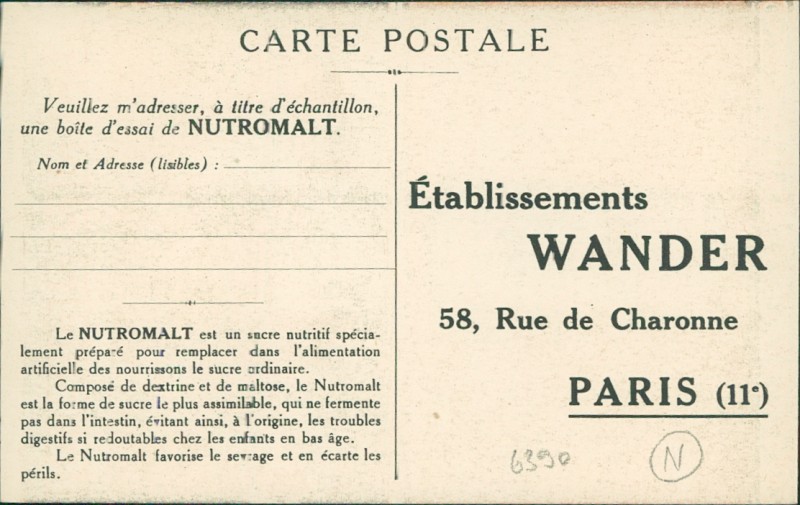 CARTE POSTALE
Veuillez m'adresser, à titre d'échantillon,
une boîte d'essai de NUTROMALT.
Nom et Adresse (lisibles) :
Le NUTROMALT est un sucre nutritif spécia-
lement préparé pour remplacer dans l'alimentation
artificielle des nourrissons le sucre ordinaire.
Composé de dextrine et de maltose, le Nutromalt
est la forme de sucre le plus assimilable, qui ne fermente
pas dans l'intestin, évitant ainsi, à l'origine, les troubles
digestifs si redoutables chez les enfants en bas âge.
Le Nutromalt favorise le sevrage et en écarte les
périls.
Établissements
WANDER
58, Rue de Charonne
PARIS (11e)
6390
N